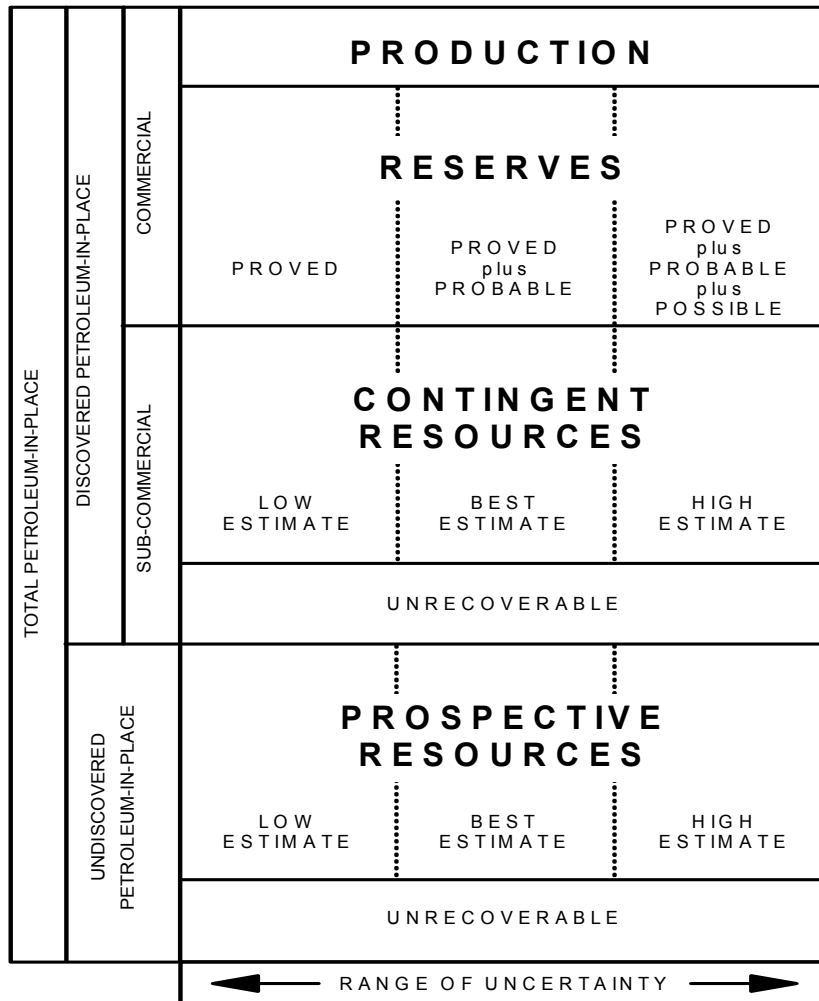 PRODUCTION
RESERVES
PROVED
PROVED
plus
PROBABLE
PROVED
plus
PROBABLE
plus
POSSIBLE
CONTINGENT
RESOURCES
LOW
ESTIMATE
BEST
ESTIMATE
HIGH
ESTIMATE
UNRECOVERABLE
PROSPECTIVE
RESOURCES
LOW
ESTIMATE
BEST
ESTIMATE
HIGH
ESTIMATE
UNRECOVERABLE
RANGE OF UNCERTAINTY
TOTAL PETROLEUM-IN-PLACE
DISCOVERED PETROLEUM-IN-PLACE
COMMERCIAL
SUB-COMMERCIAL
UNDISCOVERED
PETROLEUM-IN-PLACE